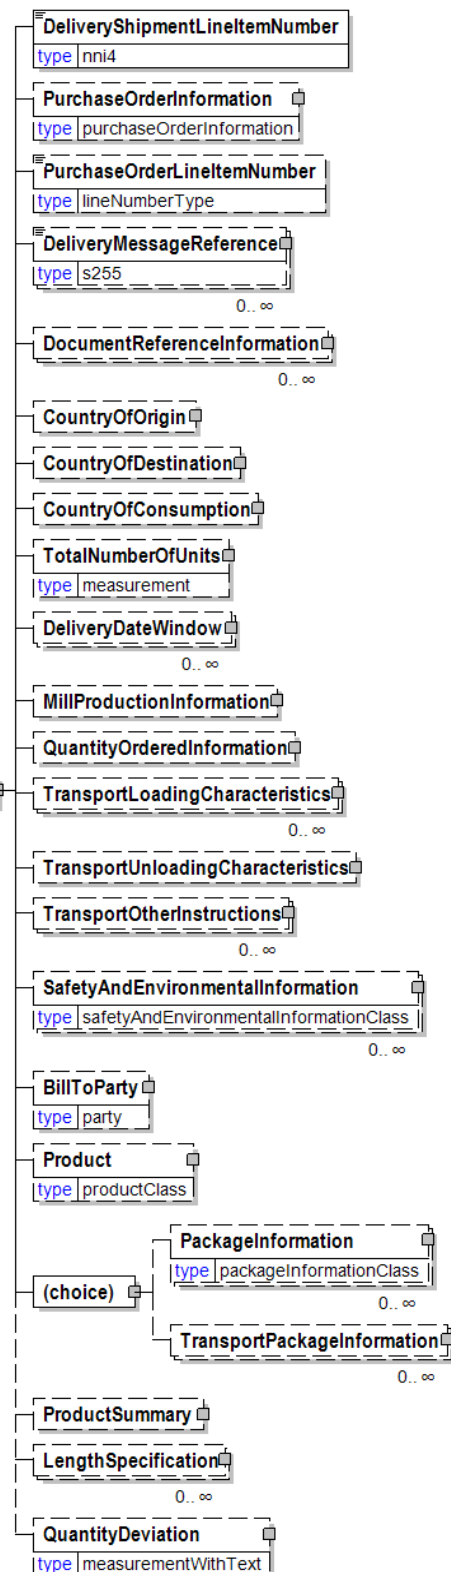 DeliveryShipmentLineItemNumber
type nni4
PurchaseOrderInformation
type purchaseOrderInformation
PurchaseOrderLineItemNumber
type lineNumberType
DeliveryMessageReference
type s255
0.. ∞
DocumentReferenceInformation
0.. ∞
CountryOfOrigin
CountryOfDestination
CountryOfConsumption
TotalNumberOfUnits
type measurement
DeliveryDateWindow
0.. ∞
MillProductionInformation
QuantityOrderedInformation
TransportLoadingCharacteristics
0.. ∞
TransportUnloadingCharacteristics
TransportOtherInstructions
0.. ∞
SafetyAndEnvironmentalInformation
type safetyAndEnvironmentalInformationClass
0.. ∞
BillToParty
type party
Product
type productClass
PackageInformation
type packageInformationClass
0.. ∞
(choice)
TransportPackageInformation
0.. ∞
ProductSummary
LengthSpecification
0.. ∞
QuantityDeviation
type measurementWithText